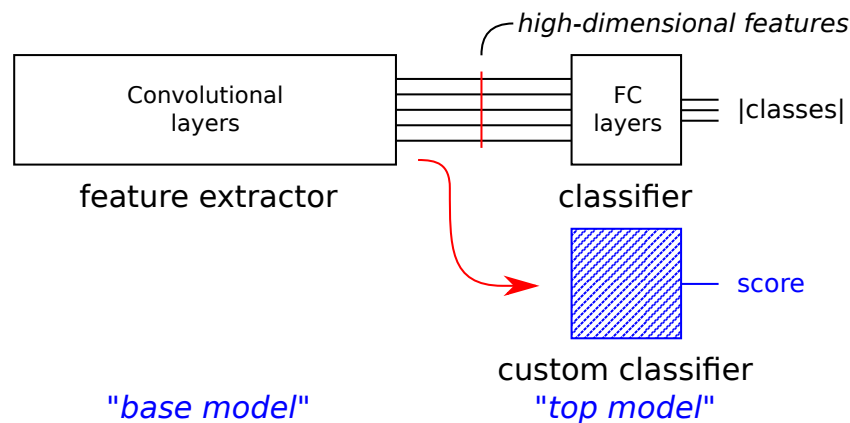 high-dimensional features
Convolutional
layers
FC
layers
|classes|
feature extractor
classifier
score
custom classifier
"base model"
"top model"